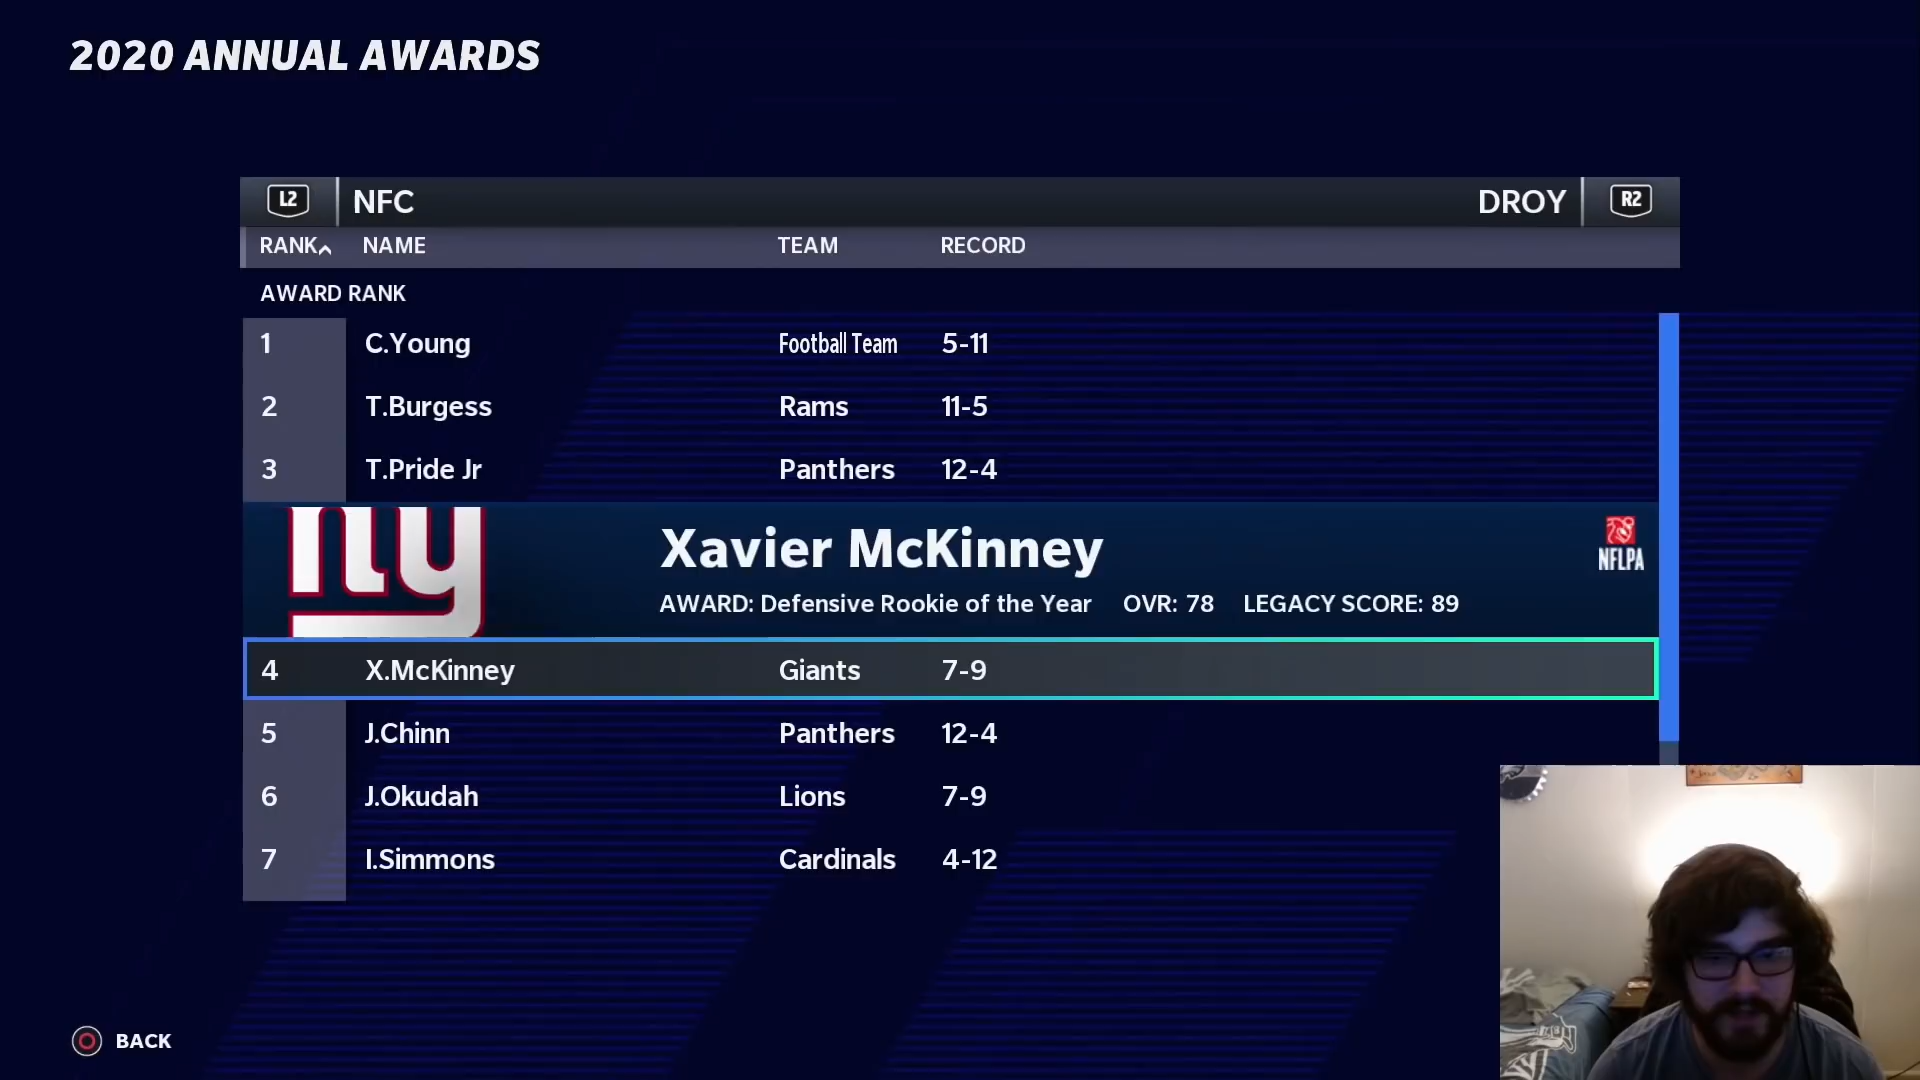 2020 ANNUAL AWARDS
L2 NFC DROY R2
RANK NAME TEAM RECORD
AWARD RANK
1 C.Young Football Team 5-11
2 T.Burgess Rams 11-5
3 T.Pride Jr Panthers 12-4
ny
Xavier McKinney
NFLPA
AWARD: Defensive Rookie of the Year OVR: 78 LEGACY SCORE: 89
4 X.McKinney Giants 7-9
5 J.Chinn Panthers 12-4
6 J.Okudah Lions 7-9
7 I.Simmons Cardinals 4-12
BACK